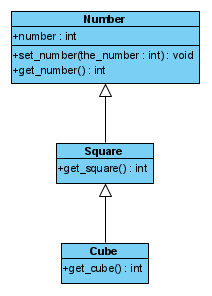 Number
+number : int
+set_number(the_number : int) : void
+get_number() : int
Square
+get_square() : int
Cube
+get_cube() : int